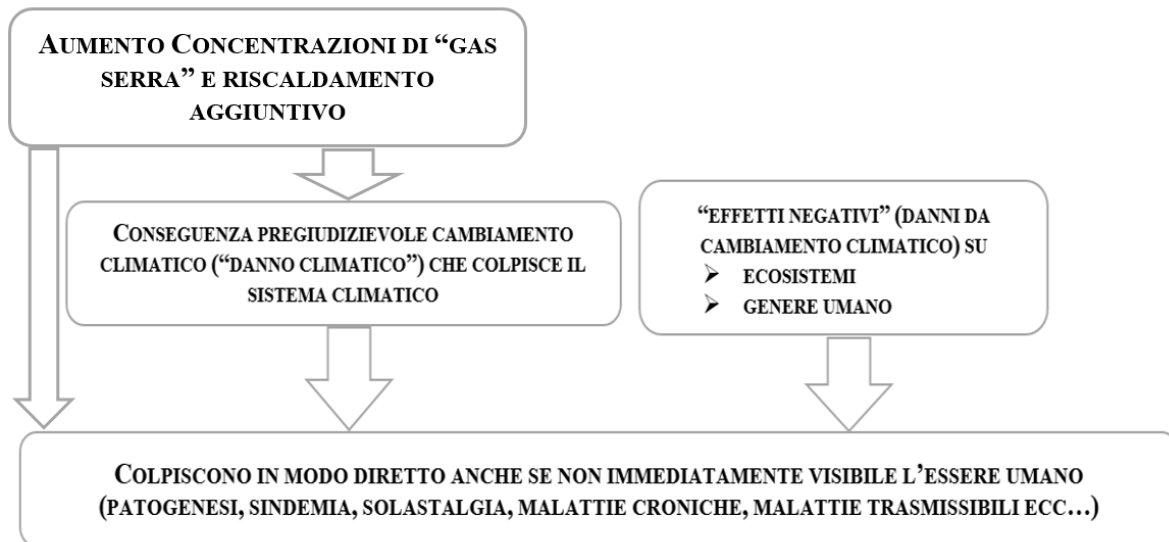 AUMENTO CONCENTRAZIONI DI “GAS
SERRA” E RISCALDAMENTO
AGGIUNTIVO
CONSEGUENZA PREGIUDIZIEVOLE CAMBIAMENTO
CLIMATICO (“DANNO CLIMATICO”) CHE COLPISCE IL
SISTEMA CLIMATICO
“EFFETTI NEGATIVI” (DANNI DA
CAMBIAMENTO CLIMATICO) SU
➢ ECOSISTEMI
➢ GENERE UMANO
COLPISCONO IN MODO DIRETTO ANCHE SE NON IMMEDIATAMENTE VISIBILE L’ESSERE UMANO
(PATOGENESI, SINDEMIA, SOLASTALGIA, MALATTIE CRONICHE, MALATTIE TRASMISSIBILI ECC…)